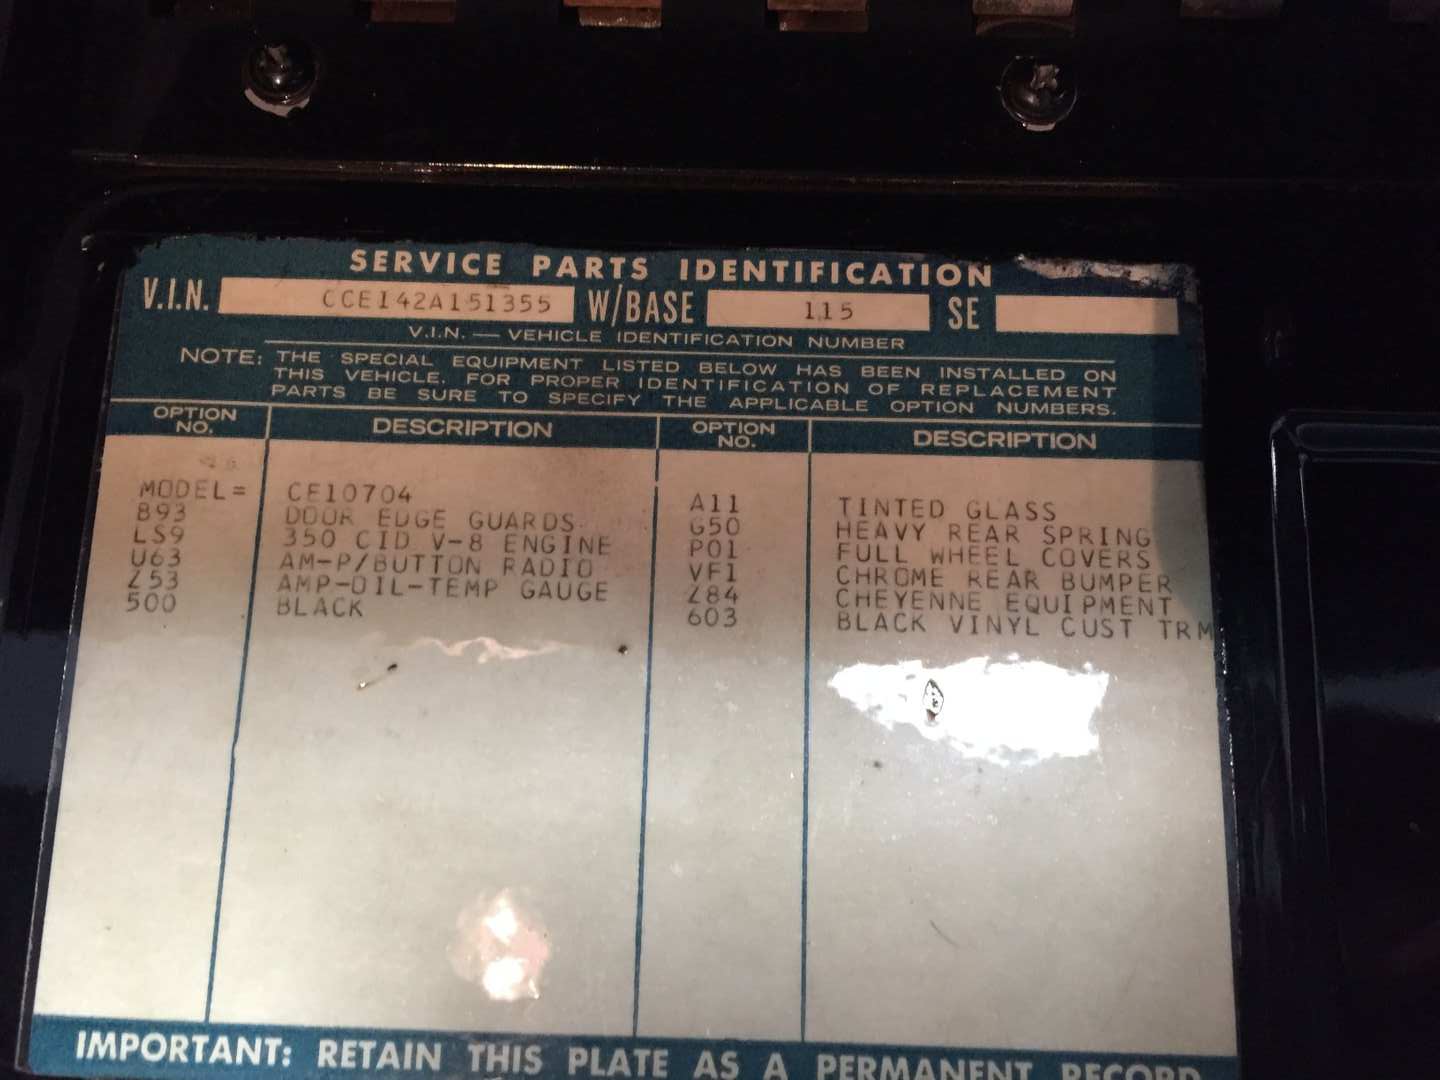 SERVICE PARTS IDENTIFICATION
V.I.N. CCE142A151355 W/BASE 115 SE
V.I.N. — VEHICLE IDENTIFICATION NUMBER
NOTE: THE SPECIAL EQUIPMENT LISTED BELOW HAS BEEN INSTALLED ON
THIS VEHICLE. FOR PROPER IDENTIFICATION OF REPLACEMENT
PARTS BE SURE TO SPECIFY THE APPLICABLE OPTION NUMBERS.
OPTION NO. DESCRIPTION OPTION NO. DESCRIPTION
MODEL= CE10704
B93 DOOR EDGE GUARDS
LS9 350 CID V-8 ENGINE
U63 AM-P/BUTTON RADIO
Z53 AMP-OIL-TEMP GAUGE
500 BLACK
A11 TINTED GLASS
G50 HEAVY REAR SPRING
P01 FULL WHEEL COVERS
VF1 CHROME REAR BUMPER
Z84 CHEYENNE EQUIPMENT
603 BLACK VINYL CUST TRM
IMPORTANT: RETAIN THIS PLATE AS A PERMANENT RECORD